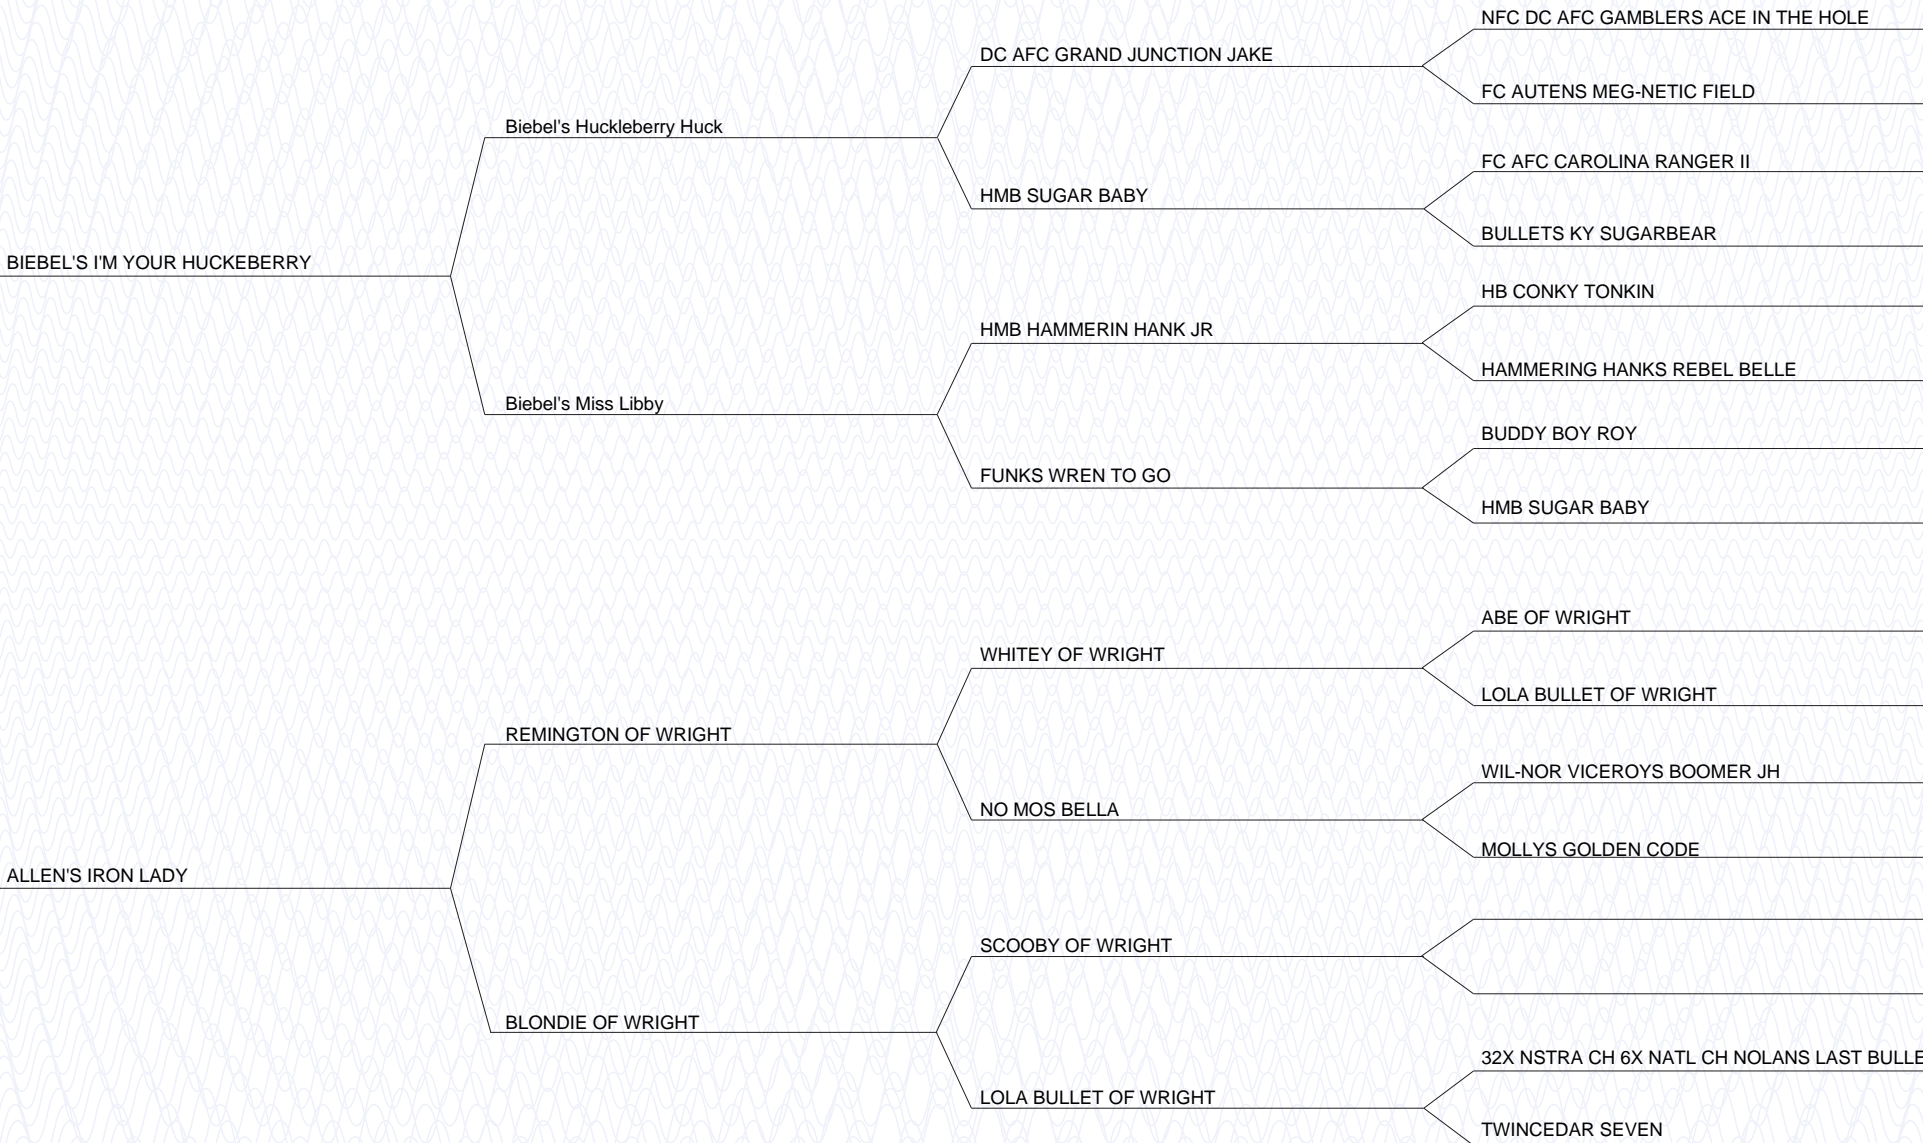 NFC DC AFC GAMBLERS ACE IN THE HOLE
DC AFC GRAND JUNCTION JAKE
FC AUTENS MEG-NETIC FIELD
Biebel's Huckleberry Huck
FC AFC CAROLINA RANGER II
HMB SUGAR BABY
BULLETS KY SUGARBEAR
BIEBEL'S I'M YOUR HUCKEBERRY
HB CONKY TONKIN
HMB HAMMERIN HANK JR
HAMMERING HANKS REBEL BELLE
Biebel's Miss Libby
BUDDY BOY ROY
FUNKS WREN TO GO
HMB SUGAR BABY
ABE OF WRIGHT
WHITEY OF WRIGHT
LOLA BULLET OF WRIGHT
REMINGTON OF WRIGHT
WIL-NOR VICEROYS BOOMER JH
NO MOS BELLA
MOLLYS GOLDEN CODE
ALLEN'S IRON LADY
SCOOBY OF WRIGHT
BLONDIE OF WRIGHT
32X NSTRA CH 6X NATL CH NOLANS LAST BULLE
LOLA BULLET OF WRIGHT
TWINCEDAR SEVEN